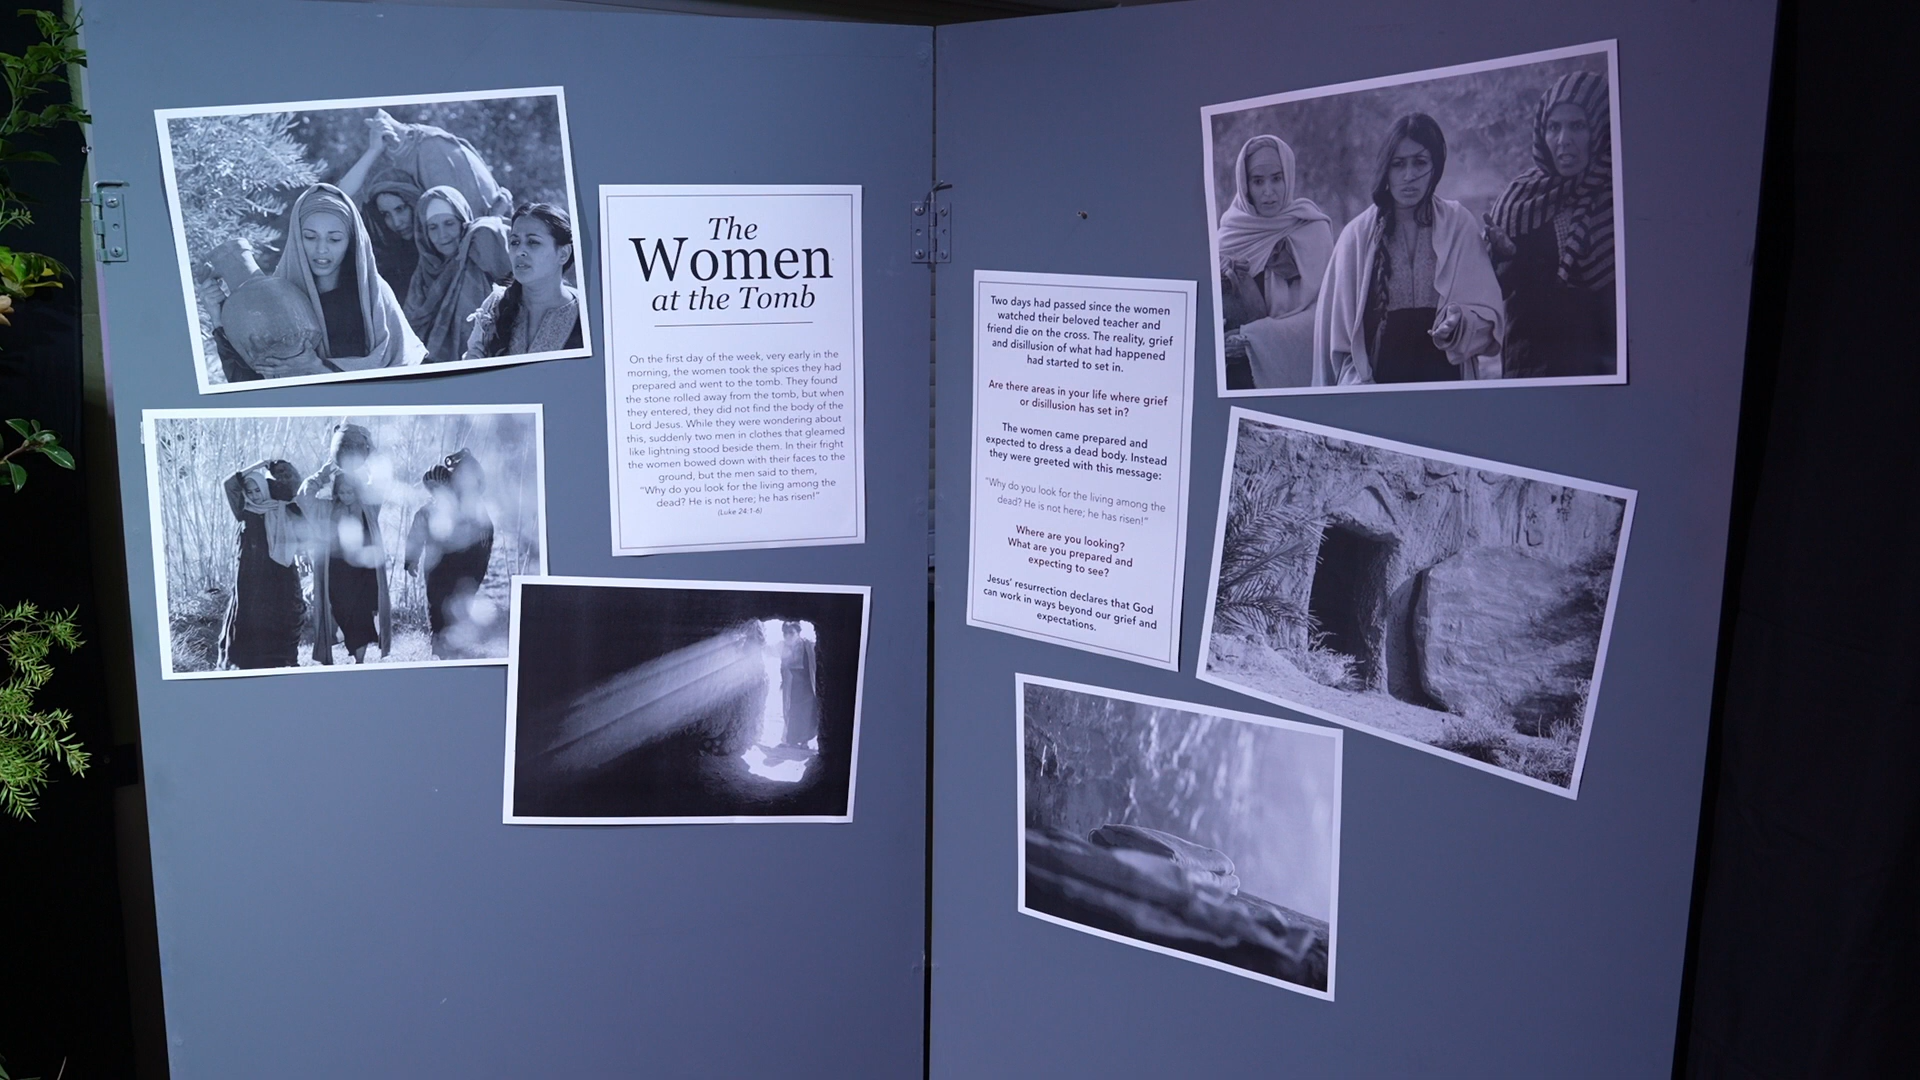 The
Women
at the Tomb
On the first day of the week, very early in the
morning, the women took the spices they had
prepared and went to the tomb. They found
the stone rolled away from the tomb, but when
they entered, they did not find the body of the
Lord Jesus. While they were wondering about
this, suddenly two men in clothes that gleamed
like lightning stood beside them. In their fright
the women bowed down with their faces to the
ground, but the men said to them,
“Why do you look for the living among the
dead? He is not here; he has risen!”
(Luke 24:1-6)
Two days had passed since the women
watched their beloved teacher and
friend die on the cross. The reality, grief
and disillusion of what had happened
had started to set in.
Are there areas in your life where grief
or disillusion has set in?
The women came prepared and
expected to dress a dead body. Instead
they were greeted with this message:
“Why do you look for the living among the
dead? He is not here; he has risen!”
Where are you looking?
What are you prepared and
expecting to see?
Jesus’ resurrection declares that God
can work in ways beyond our grief and
expectations.